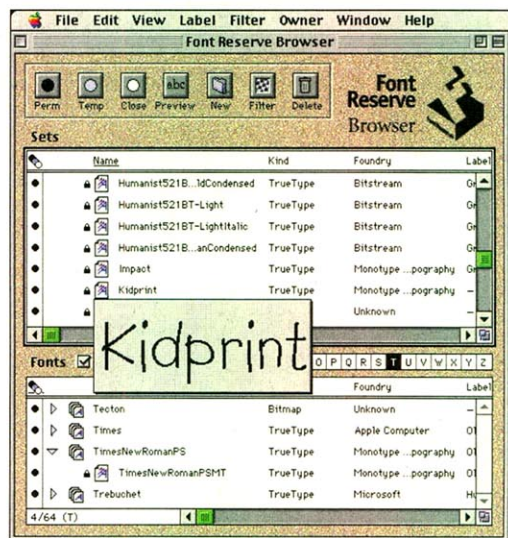 File Edit View Label Filter Owner Window Help
Font Reserve Browser
abc
Perm Temp Close Preview New Filter Delete
Font
Reserve
Browser
Sets
Name Kind Foundry Label
Humanist521B...ldCondensed TrueType Bitstream
Humanist521BT-Light TrueType Bitstream
Humanist521BT-LightItalic TrueType Bitstream
Humanist521B...anCondensed TrueType Bitstream
Impact TrueType Monotype ...pography
Kidprint TrueType Monotype ...pography –
Unknown
Kidprint
Fonts O P Q R S T U V W X Y Z
Foundry Label
Tecton Bitmap Unknown –
Times TrueType Apple Computer
TimesNewRomanPS TrueType Monotype ...pography
TimesNewRomanPSMT TrueType Monotype ...pography
Trebuchet TrueType Microsoft
4/64 (T)